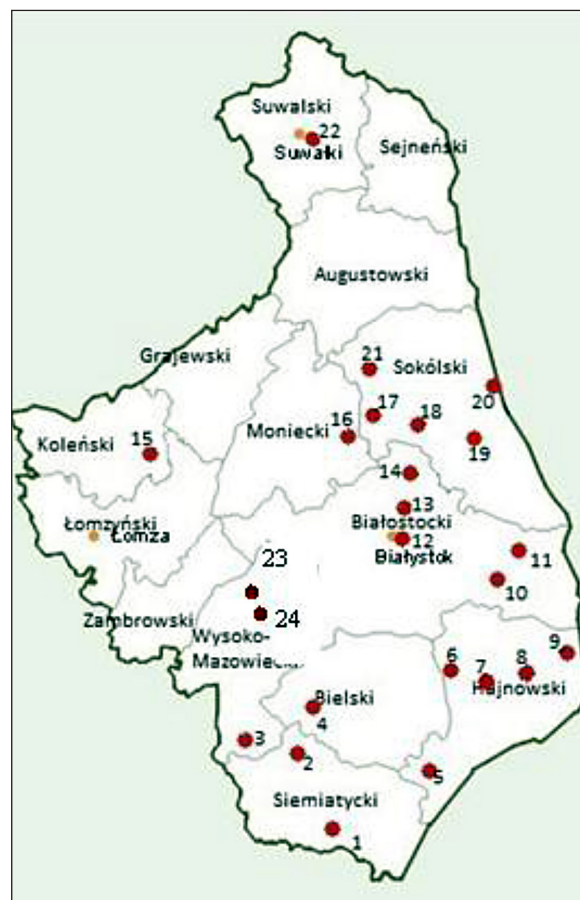 Suwalski
22
Suwałki
Sejneński
Augustowski
Grajewski
21
Sokólski
20
Koleński
15
Moniecki
16
17
18
19
14
13
Łomzyński
Łomża
Białostocki
12
Białystok
11
10
23
24
Zambrowski
Wysoko-
Mazowiecki
9
6
7
8
Hajnowski
Bielski
4
3
2
5
Siemiatycki
1